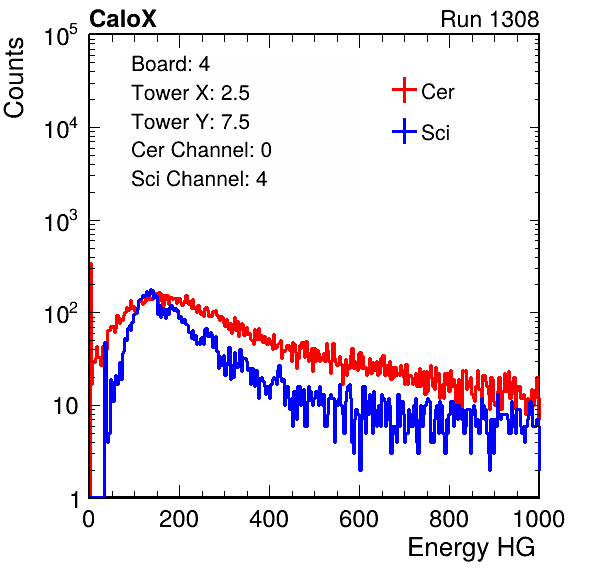 CaloX Run 1308
Counts
10^5
10^4
10^3
10^2
10
1
Board: 4
Tower X: 2.5
Tower Y: 7.5
Cer Channel: 0
Sci Channel: 4
Cer
Sci
0 200 400 600 800 1000
Energy HG